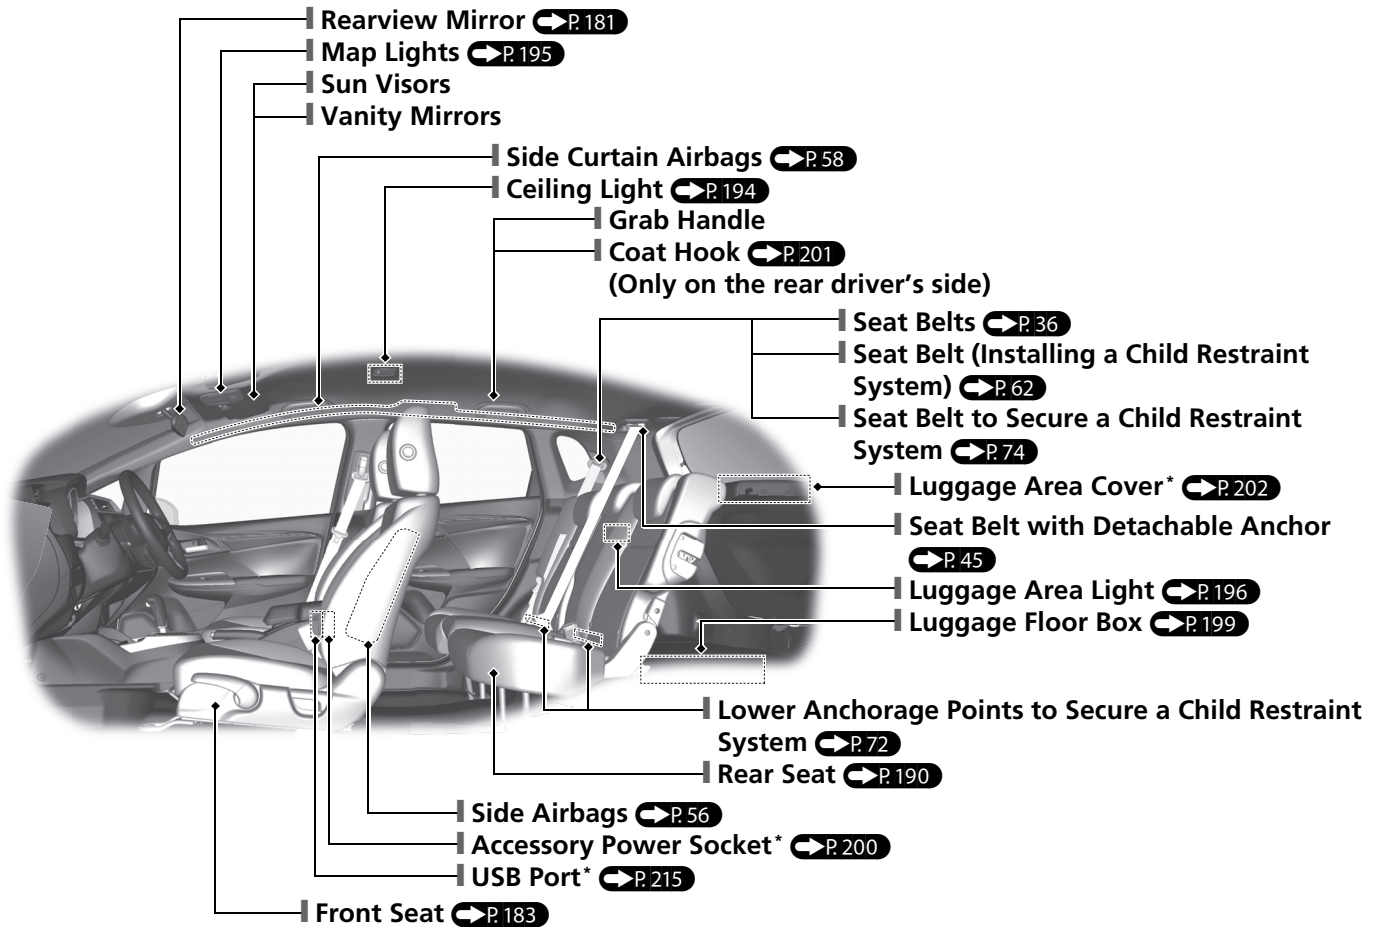 Rearview Mirror P. 181
Map Lights P. 195
Sun Visors
Vanity Mirrors
Side Curtain Airbags P. 58
Ceiling Light P. 194
Grab Handle
Coat Hook P. 201
(Only on the rear driver’s side)
Seat Belts P. 36
Seat Belt (Installing a Child Restraint
System) P. 62
Seat Belt to Secure a Child Restraint
System P. 74
Luggage Area Cover* P. 202
Seat Belt with Detachable Anchor
P. 45
Luggage Area Light P. 196
Luggage Floor Box P. 199
Lower Anchorage Points to Secure a Child Restraint
System P. 72
Rear Seat P. 190
Side Airbags P. 56
Accessory Power Socket* P. 200
USB Port* P. 215
Front Seat P. 183